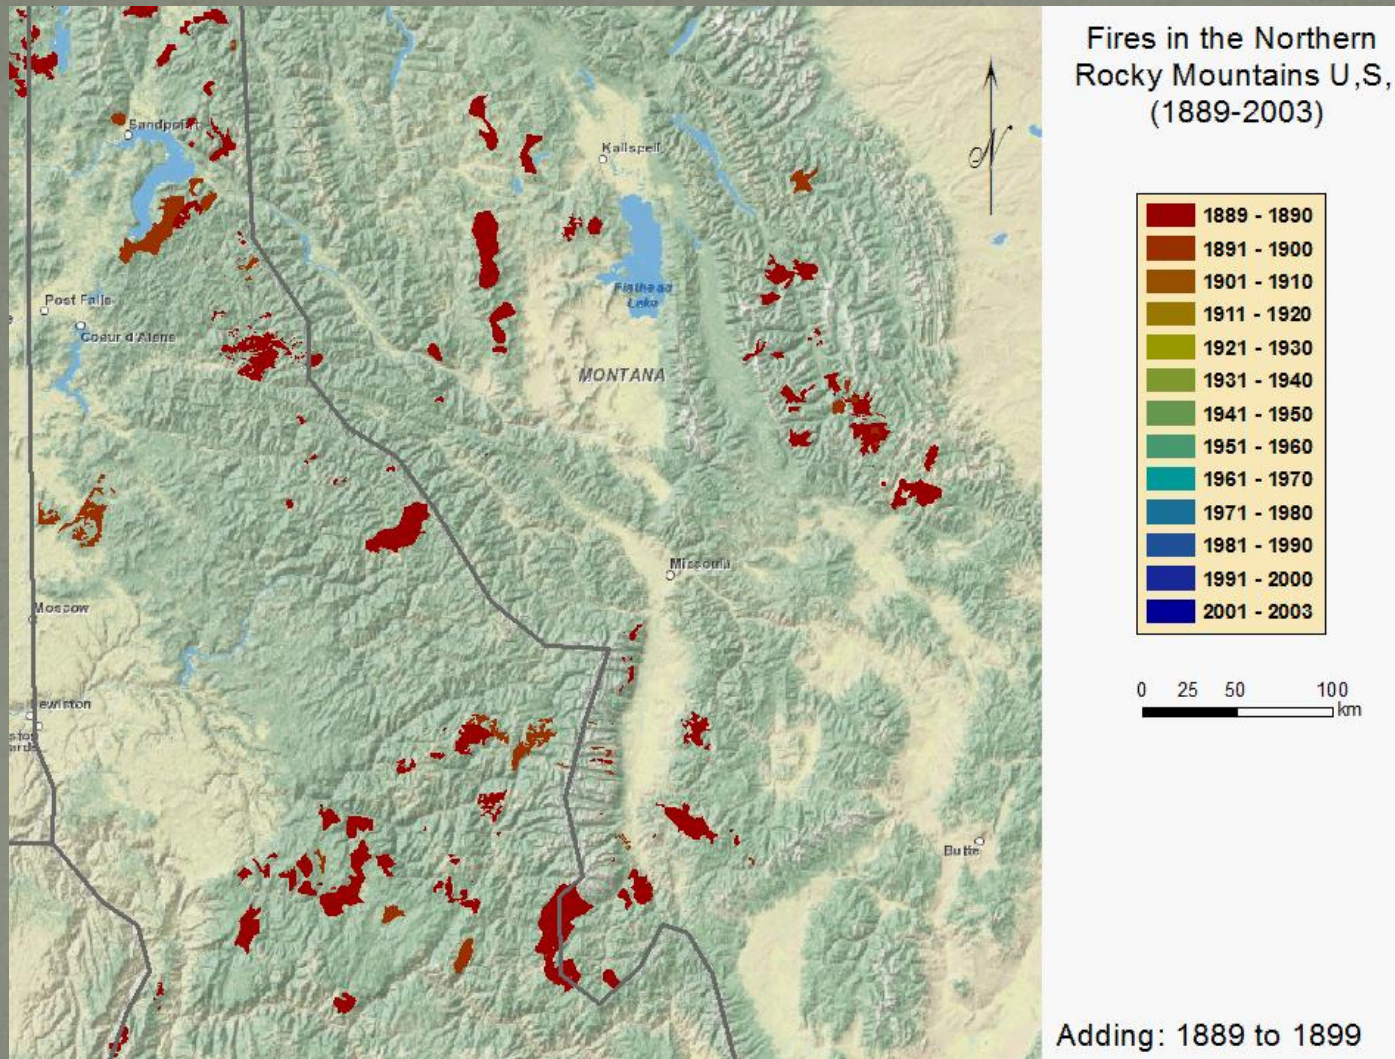 Fires in the Northern
Rocky Mountains U,S,
(1889-2003)
N
1889 - 1890
1891 - 1900
1901 - 1910
1911 - 1920
1921 - 1930
1931 - 1940
1941 - 1950
1951 - 1960
1961 - 1970
1971 - 1980
1981 - 1990
1991 - 2000
2001 - 2003
0 25 50 100
km
Sandpoint
Kalispell
Flathead
Lake
Post Falls
Coeur d'Alene
MONTANA
Missoula
Moscow
Lewiston
Butte
Adding: 1889 to 1899